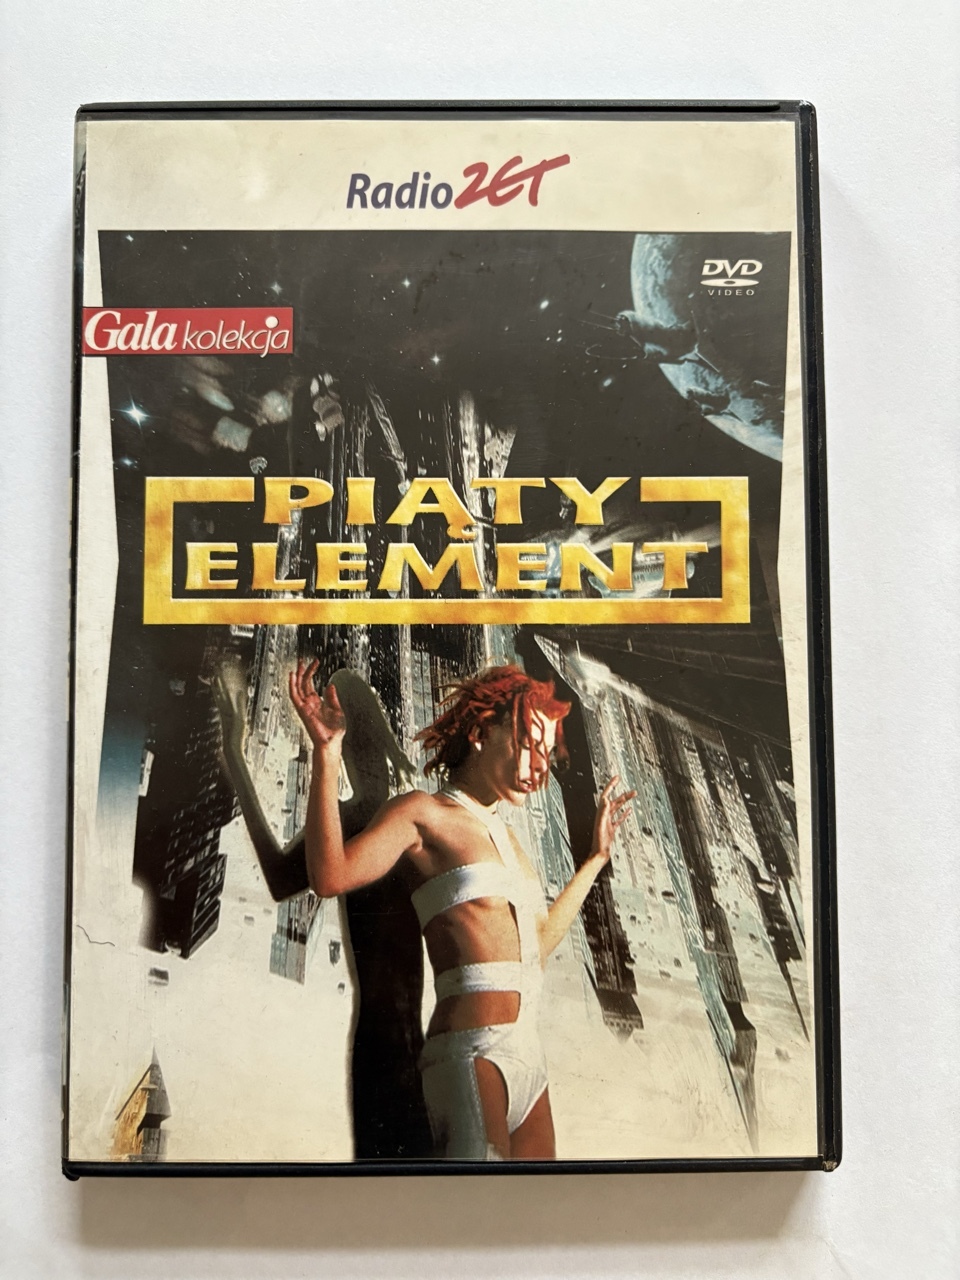 Radio ZET
DVD
VIDEO
Gala kolekcja
PIĄTY
ELEMENT